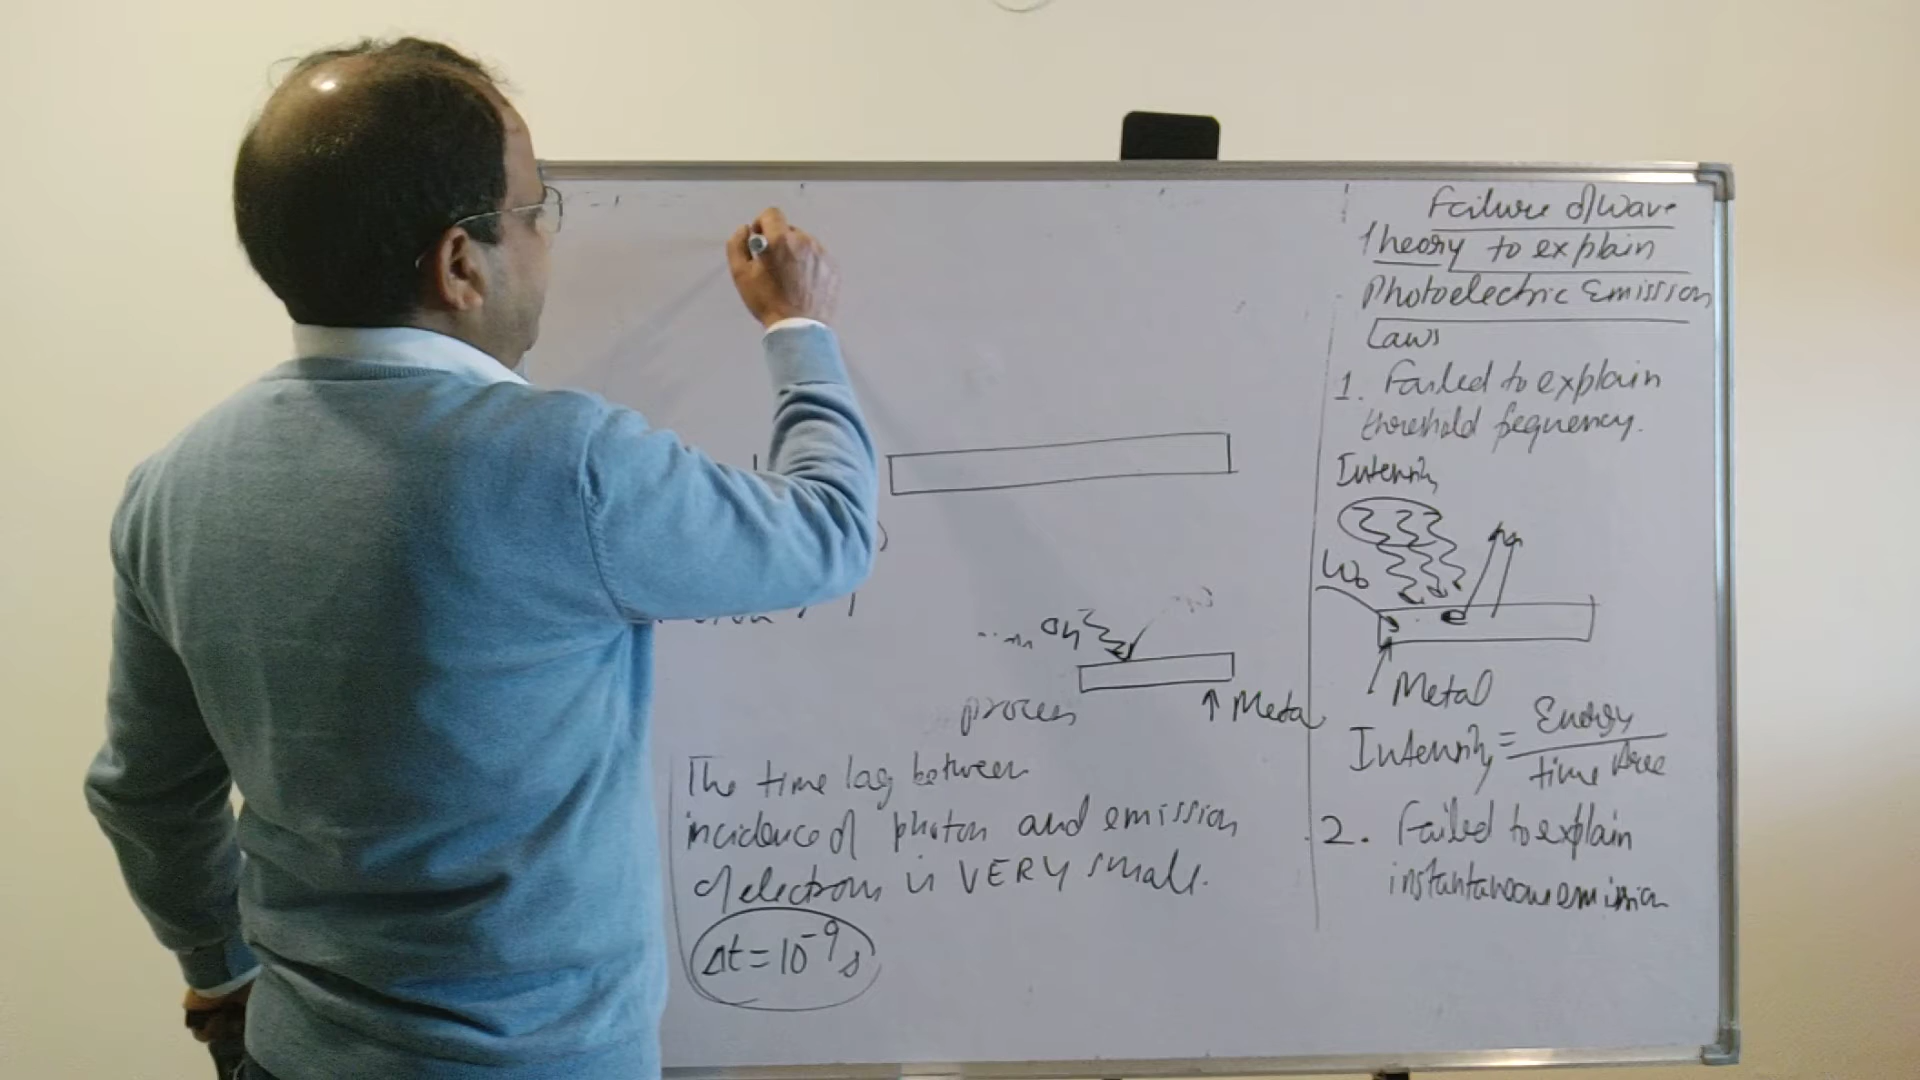 hυ
process
↑ Metal
The time lag between
incidence of photon and emission
of electrons is VERY small.
Δt = 10⁻⁹ s
Failure of Wave
Theory to explain
Photoelectric Emission
Laws
1. Failed to explain
threshold fequency.
Intensity
W₀
e
Metal
Intensity = Energy / time Area
2. Failed to explain
instantaneous emission